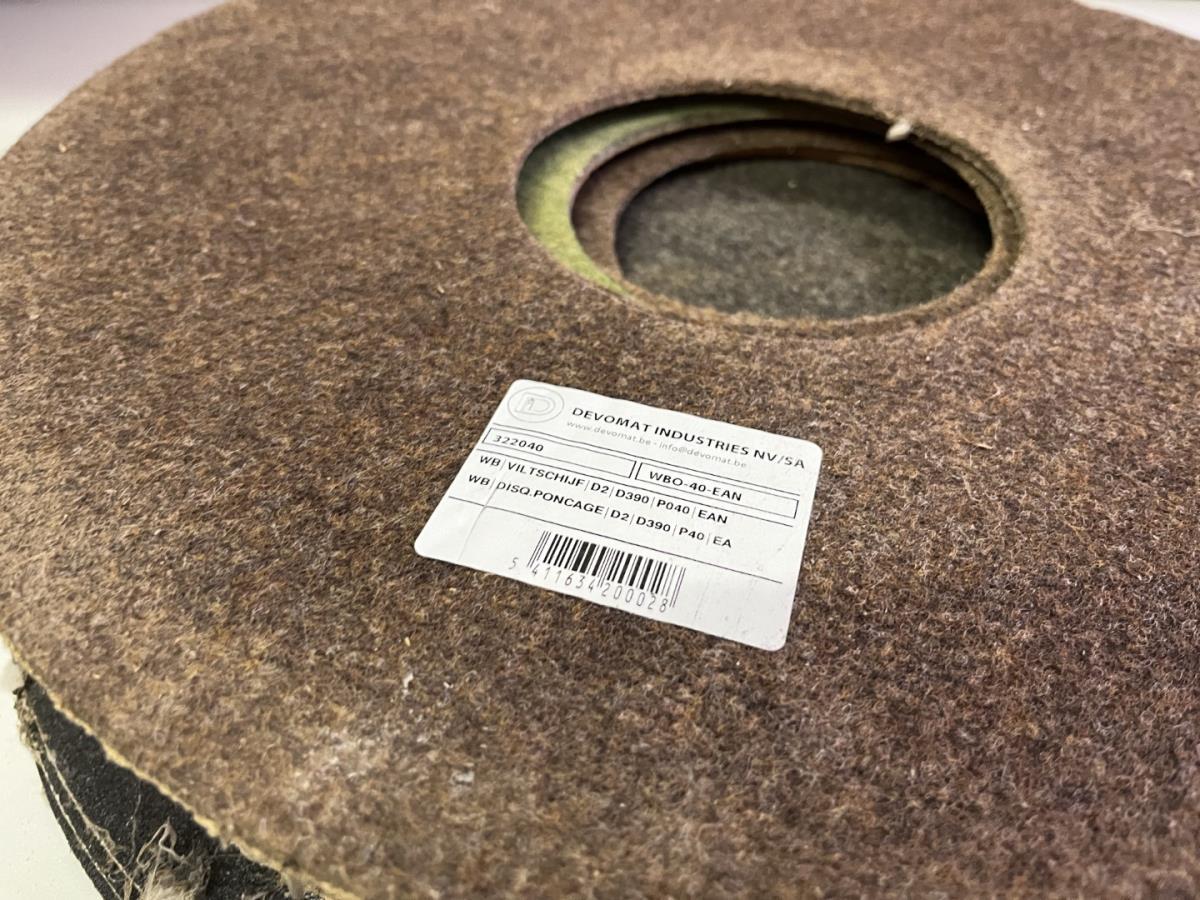 DEVOMAT INDUSTRIES NV/SA
www.devomat.be - info@devomat.be
322040
WBO-40-EAN
WB|VILTSCHIJF|D2|D390|P040|EAN
WB|DISQ.PONCAGE|D2|D390|P40|EA
5 411634 200028